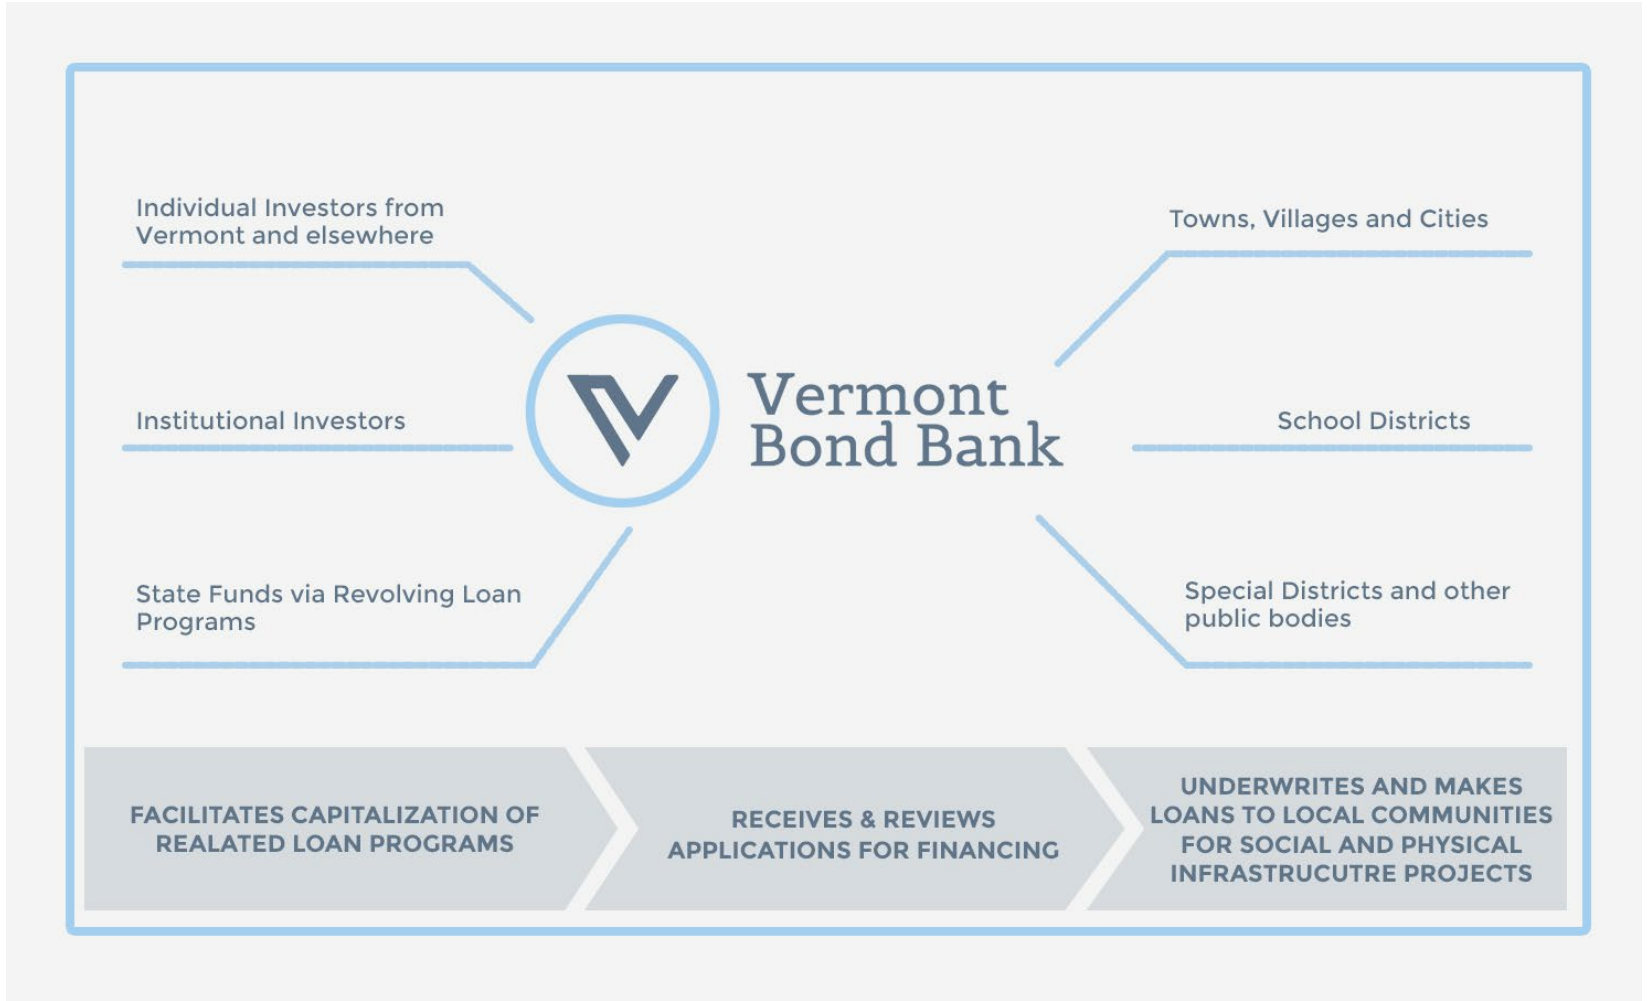 Individual Investors from
Vermont and elsewhere
Institutional Investors
State Funds via Revolving Loan
Programs
Vermont
Bond Bank
Towns, Villages and Cities
School Districts
Special Districts and other
public bodies
FACILITATES CAPITALIZATION OF
REALATED LOAN PROGRAMS
RECEIVES & REVIEWS
APPLICATIONS FOR FINANCING
UNDERWRITES AND MAKES
LOANS TO LOCAL COMMUNITIES
FOR SOCIAL AND PHYSICAL
INFRASTRUCUTRE PROJECTS